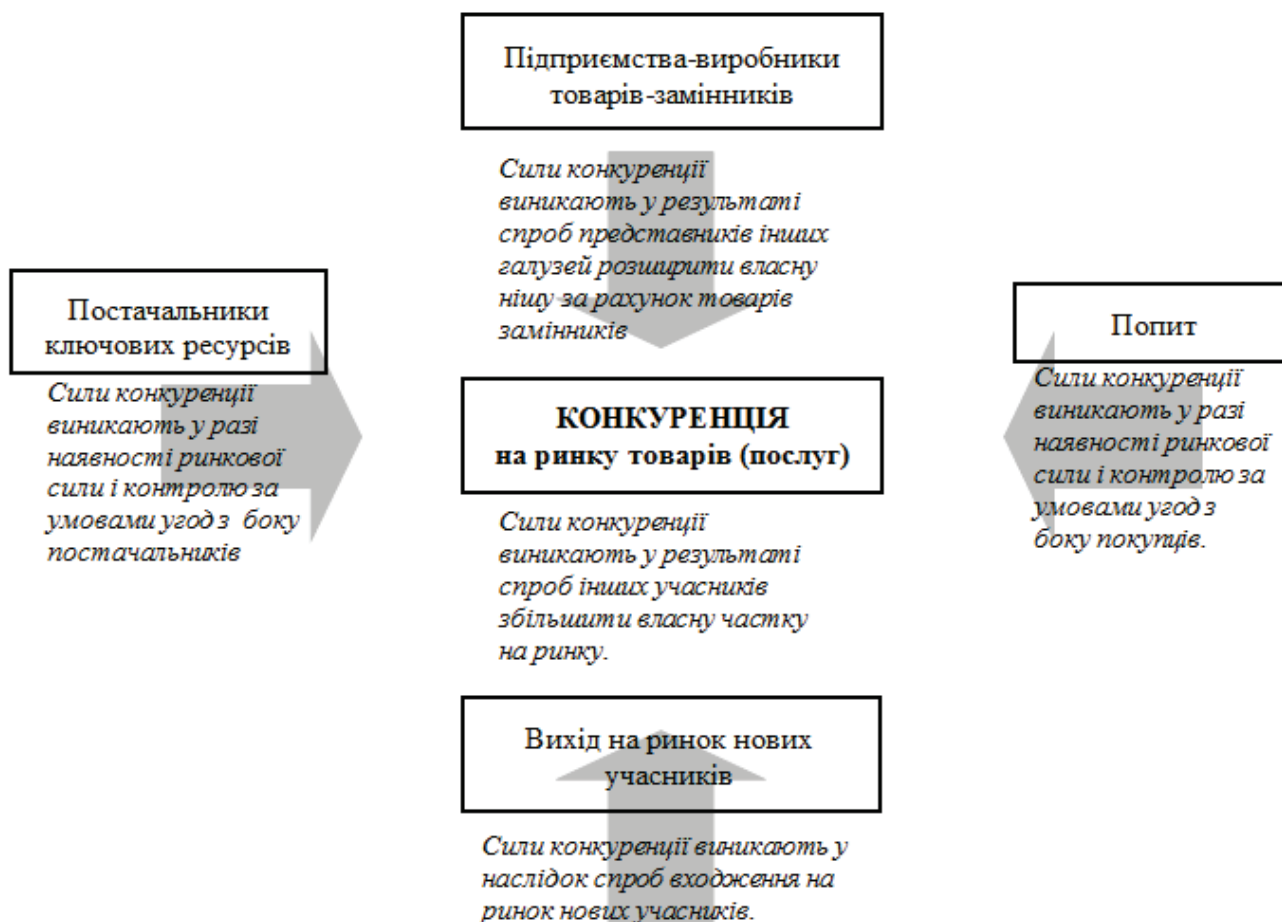 Підприємства-виробники
товарів-замінників
Сили конкуренції
виникають у результаті
спроб представників інших
галузей розширити власну
нішу за рахунок товарів
замінників
Постачальники
ключових ресурсів
Сили конкуренції
виникають у разі
наявності ринкової
сили і контролю за
умовами угод з боку
постачальників
КОНКУРЕНЦІЯ
на ринку товарів (послуг)
Сили конкуренції
виникають у результаті
спроб інших учасників
збільшити власну частку
на ринку.
Попит
Сили конкуренції
виникають у разі
наявності ринкової
сили і контролю за
умовами угод з
боку покупців.
Вихід на ринок нових
учасників
Сили конкуренції виникають у
наслідок спроб входження на
ринок нових учасників.